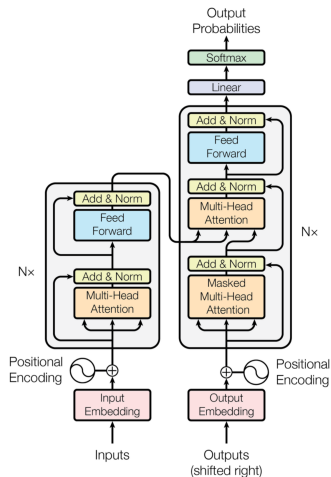 Output
Probabilities
Softmax
Linear
Add & Norm
Feed
Forward
Add & Norm
Multi-Head
Attention
Add & Norm
Masked
Multi-Head
Attention
N×
Add & Norm
Feed
Forward
N×
Add & Norm
Multi-Head
Attention
Positional
Encoding
Positional
Encoding
Input
Embedding
Output
Embedding
Inputs
Outputs
(shifted right)